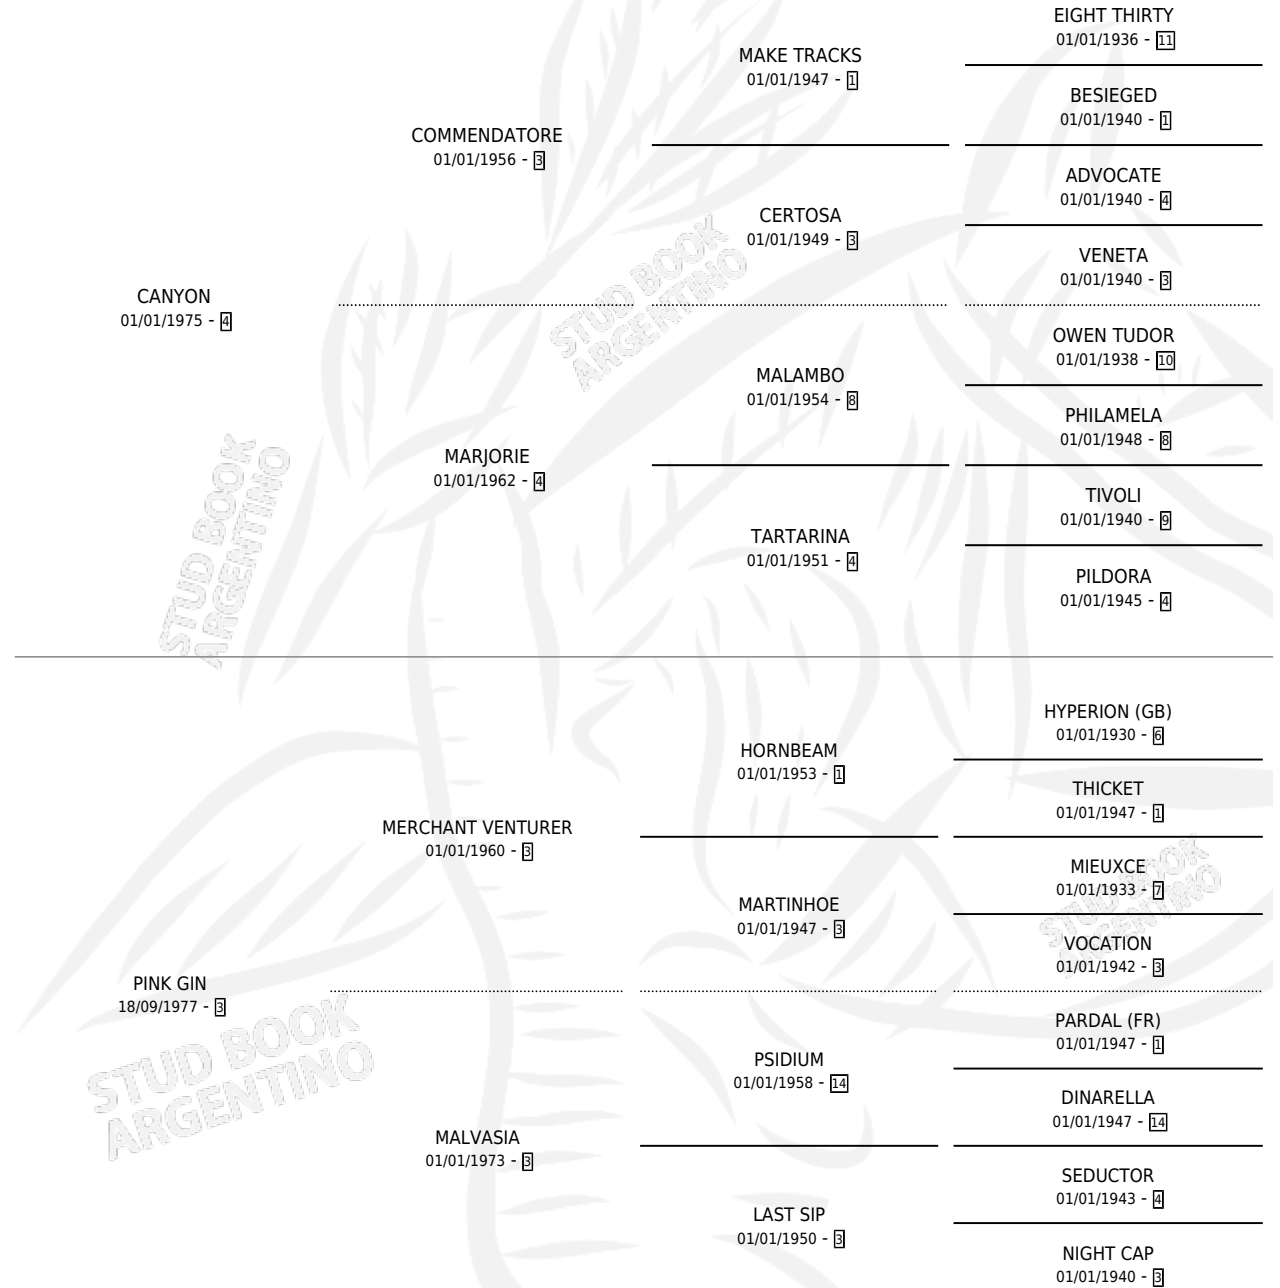 EIGHT THIRTY
01/01/1936 - 11
MAKE TRACKS
01/01/1947 - 1
BESIEGED
01/01/1940 - 1
COMMENDATORE
01/01/1956 - 3
ADVOCATE
01/01/1940 - 4
CERTOSA
01/01/1949 - 3
VENETA
01/01/1940 - 3
CANYON
01/01/1975 - 4
STUD BOOK
ARGENTINO
OWEN TUDOR
01/01/1938 - 10
MALAMBO
01/01/1954 - 8
PHILAMELA
01/01/1948 - 8
MARJORIE
01/01/1962 - 4
TIVOLI
01/01/1940 - 9
TARTARINA
01/01/1951 - 4
PILDORA
01/01/1945 - 4
STUD BOOK
ARGENTINO
HYPERION (GB)
01/01/1930 - 6
HORNBEAM
01/01/1953 - 1
THICKET
01/01/1947 - 1
MERCHANT VENTURER
01/01/1960 - 3
MIEUXCE
01/01/1933 - 7
MARTINHOE
01/01/1947 - 3
STUD BOOK
ARGENTINO
VOCATION
01/01/1942 - 3
PINK GIN
18/09/1977 - 3
PARDAL (FR)
01/01/1947 - 1
PSIDIUM
01/01/1958 - 14
STUD BOOK
ARGENTINO
DINARELLA
01/01/1947 - 14
MALVASIA
01/01/1973 - 3
SEDUCTOR
01/01/1943 - 4
LAST SIP
01/01/1950 - 3
NIGHT CAP
01/01/1940 - 3